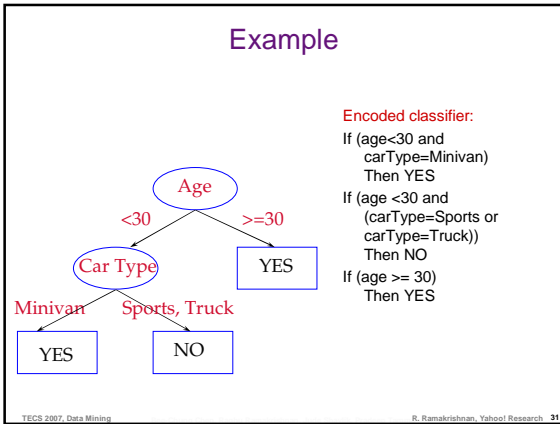 Example
Age
<30
>=30
Car Type
YES
Minivan
Sports, Truck
YES
NO
Encoded classifier:
If (age<30 and
carType=Minivan)
Then YES
If (age <30 and
(carType=Sports or
carType=Truck))
Then NO
If (age >= 30)
Then YES
TECS 2007, Data Mining
R. Ramakrishnan, Yahoo! Research 31